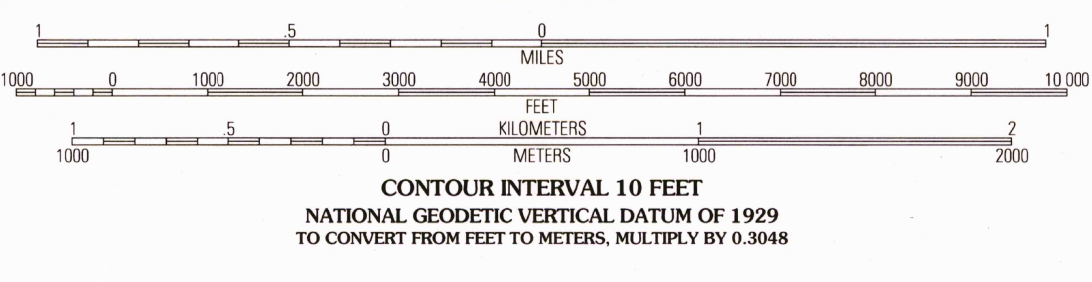 1 .5 0 1
MILES
1000 0 1000 2000 3000 4000 5000 6000 7000 8000 9000 10 000
FEET
1 .5 0 KILOMETERS 1 2
1000 0 METERS 1000 2000
CONTOUR INTERVAL 10 FEET
NATIONAL GEODETIC VERTICAL DATUM OF 1929
TO CONVERT FROM FEET TO METERS, MULTIPLY BY 0.3048